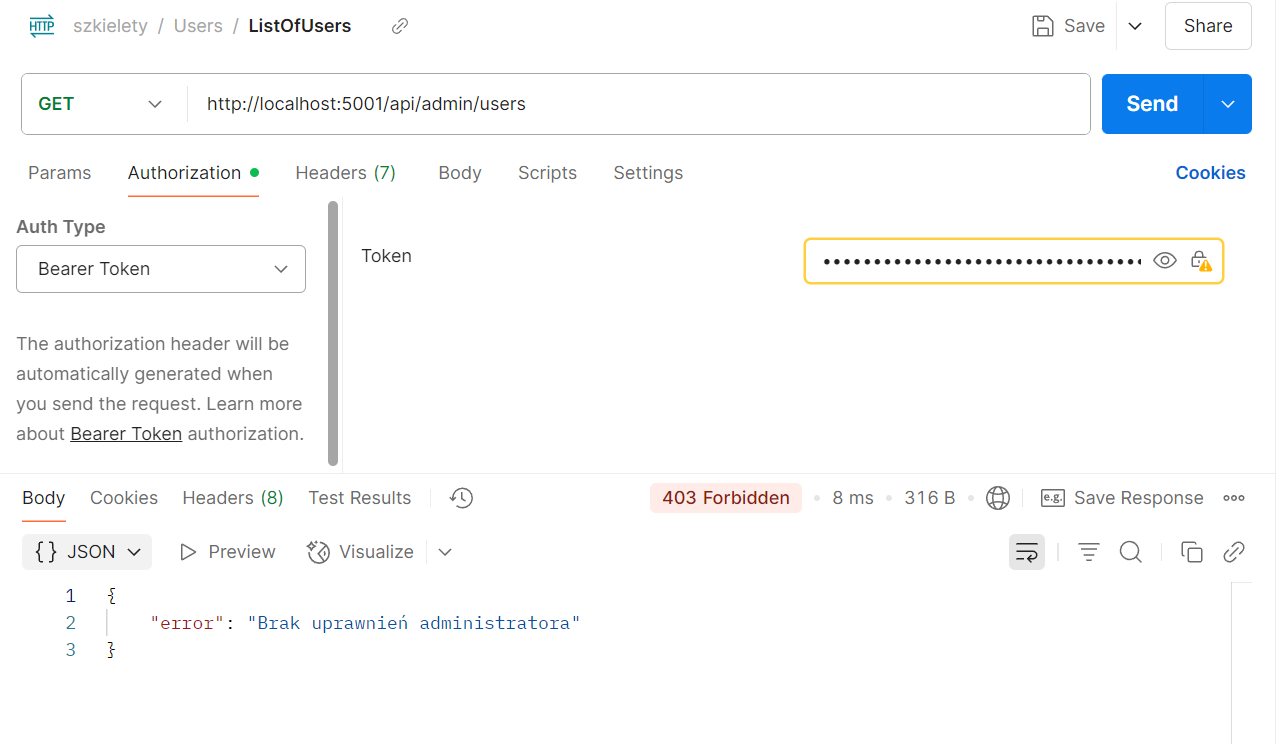 HTTP szkielety / Users / ListOfUsers Save Share
GET http://localhost:5001/api/admin/users Send
Params Authorization Headers (7) Body Scripts Settings Cookies
Auth Type
Bearer Token
Token
The authorization header will be
automatically generated when
you send the request. Learn more
about Bearer Token authorization.
Body Cookies Headers (8) Test Results 403 Forbidden 8 ms 316 B e.g. Save Response
{} JSON Preview Visualize
1 {
2 "error": "Brak uprawnień administratora"
3 }